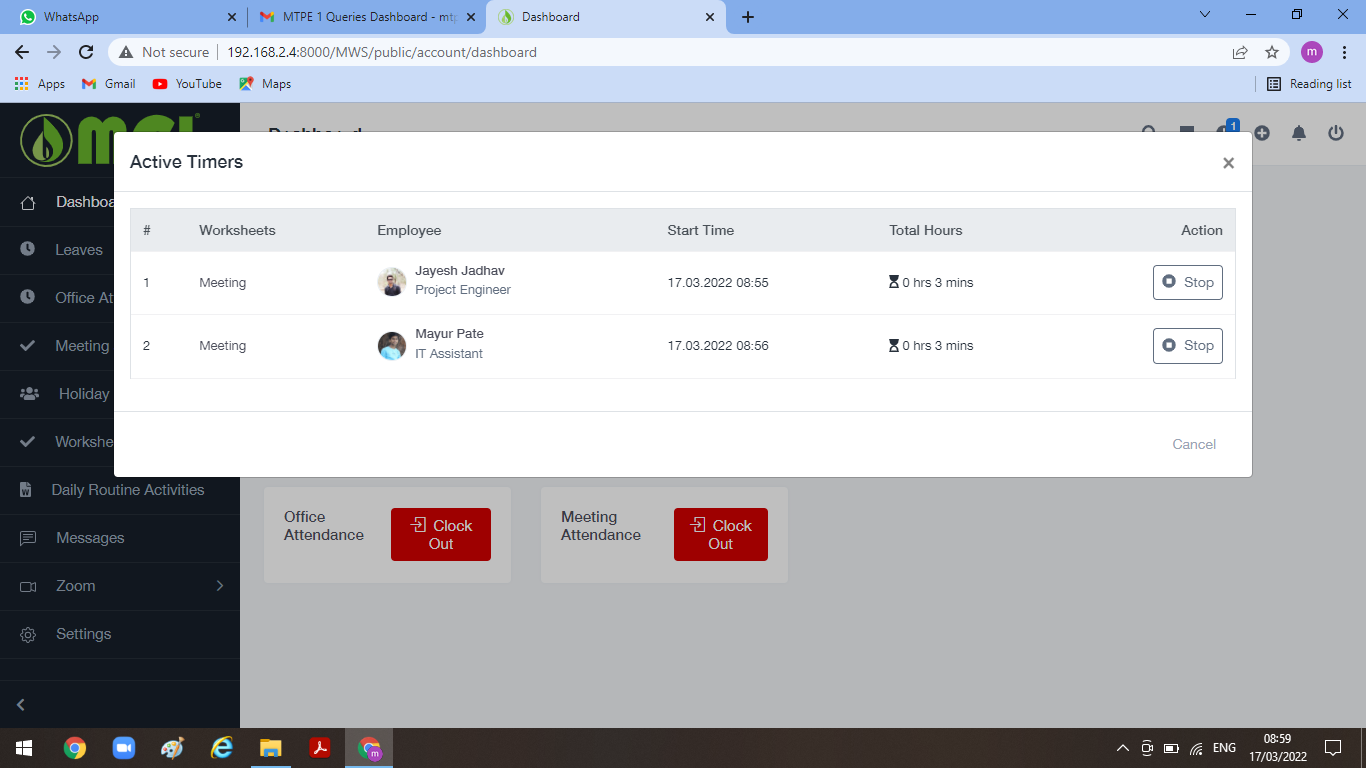 WhatsApp
MTPE 1 Queries Dashboard - mtp
Dashboard
Not secure
192.168.2.4:8000/MWS/public/account/dashboard
m
Apps
Gmail
YouTube
Maps
Reading list
Dashboard
1
Active Timers
# Worksheets Employee Start Time Total Hours Action
1 Meeting Jayesh Jadhav 17.03.2022 08:55 0 hrs 3 mins Stop
Project Engineer
2 Meeting Mayur Pate 17.03.2022 08:56 0 hrs 3 mins Stop
IT Assistant
Cancel
Dashboa
Leaves
Office At
Meeting
Holiday
Workshe
Daily Routine Activities
Messages
Zoom
Settings
Office
Attendance
Clock
Out
Meeting
Attendance
Clock
Out
m
ENG
08:59
17/03/2022